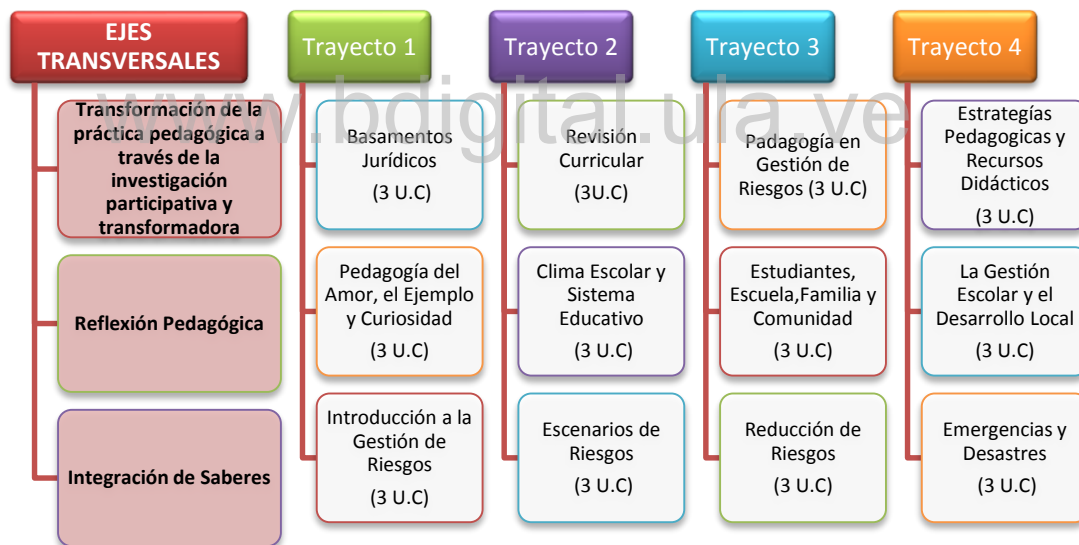 EJES
TRANSVERSALES
Transformación de la
práctica pedagógica a
través de la
investigación
participativa y
transformadora
Reflexión Pedagógica
Integración de Saberes
Trayecto 1
Basamentos
Jurídicos
(3 U.C)
Pedagogía del
Amor, el Ejemplo
y Curiosidad
(3 U.C)
Introducción a la
Gestión de
Riesgos
(3 U.C)
Trayecto 2
Revisión
Curricular
(3U.C)
Clima Escolar y
Sistema
Educativo
(3 U.C)
Escenarios de
Riesgos
(3 U.C)
Trayecto 3
Padagogía en
Gestión de
Riesgos (3 U.C)
Estudiantes,
Escuela,Familia y
Comunidad
(3 U.C)
Reducción de
Riesgos
(3 U.C)
Trayecto 4
Estrategías
Pedagogicas y
Recursos
Didácticos
(3 U.C)
La Gestión
Escolar y el
Desarrollo Local
(3 U.C)
Emergencias y
Desastres
(3 U.C)
www.bdigital.ula.ve